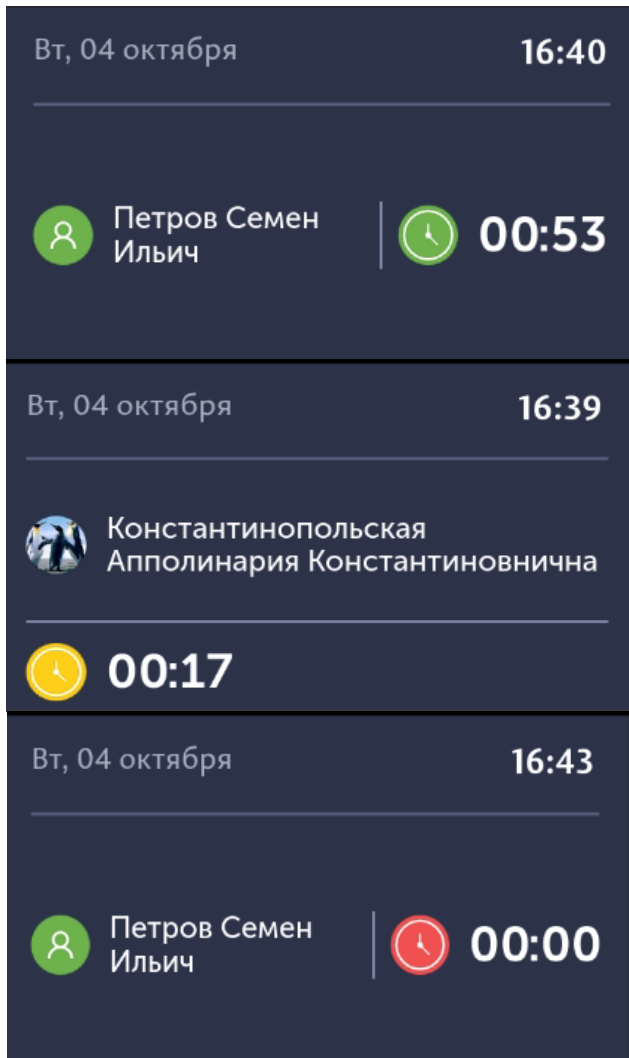 Вт, 04 октября 16:40
Петров Семен
Ильич
00:53
Вт, 04 октября 16:39
Константинопольская
Апполинария Константиновнична
00:17
Вт, 04 октября 16:43
Петров Семен
Ильич
00:00